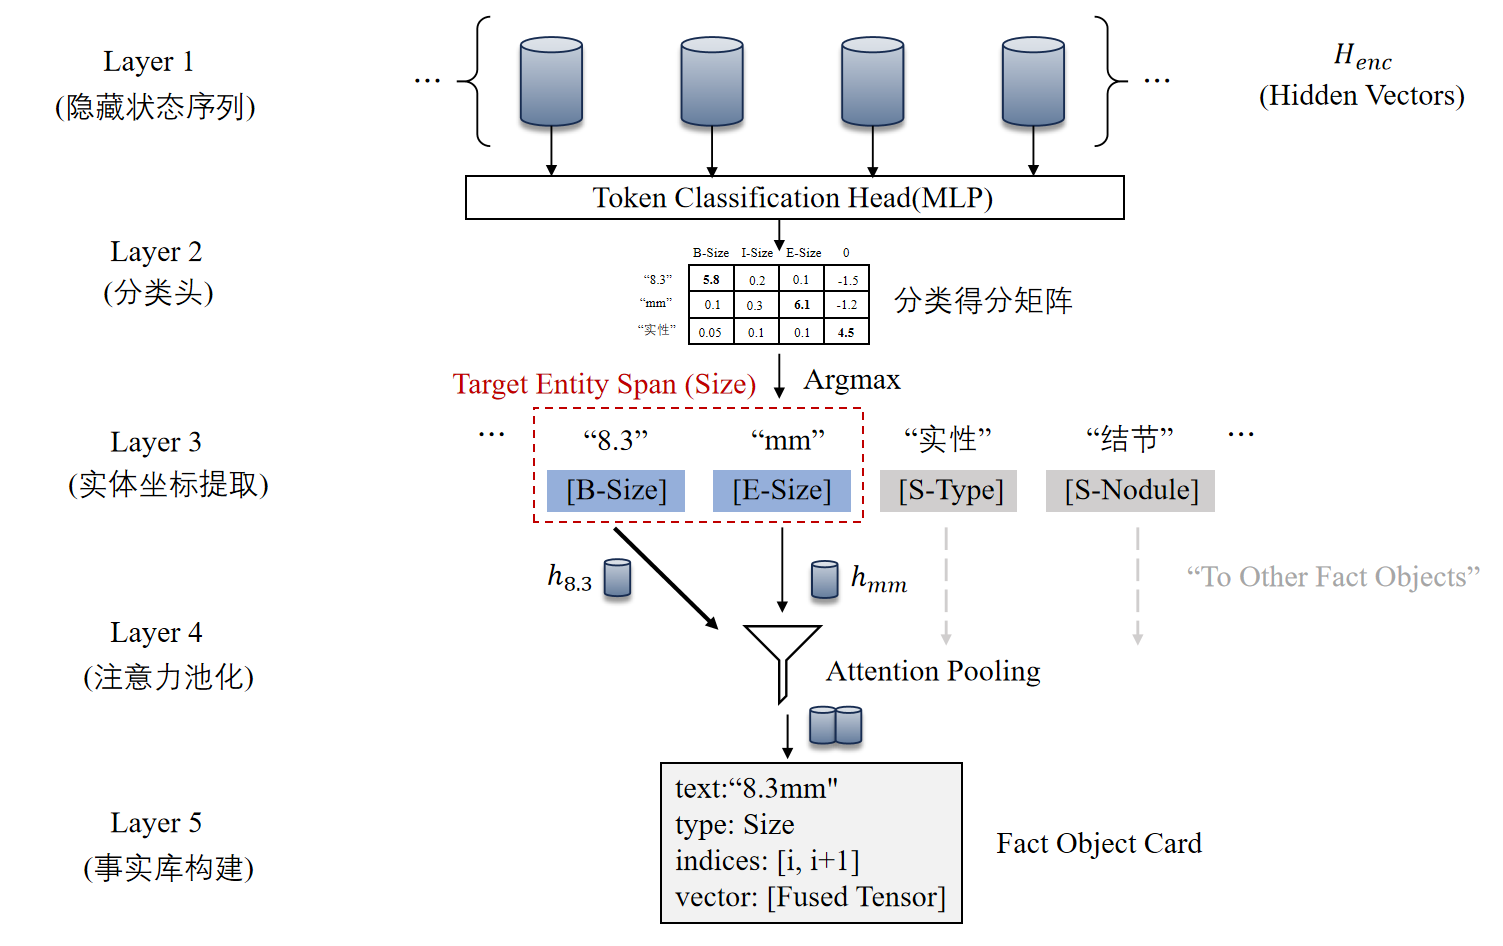 Layer 1
(隐藏状态序列)
...
...
H_enc
(Hidden Vectors)
Token Classification Head(MLP)
Layer 2
(分类头)
B-Size I-Size E-Size 0
“8.3” 5.8 0.2 0.1 -1.5
“mm” 0.1 0.3 6.1 -1.2
“实性” 0.05 0.1 0.1 4.5
分类得分矩阵
Target Entity Span (Size)
Argmax
Layer 3
(实体坐标提取)
... “8.3” “mm” “实性” “结节” ...
[B-Size] [E-Size] [S-Type] [S-Nodule]
h_8.3
h_mm
“To Other Fact Objects”
Layer 4
(注意力池化)
Attention Pooling
Layer 5
(事实库构建)
text:“8.3mm"
type: Size
indices: [i, i+1]
vector: [Fused Tensor]
Fact Object Card